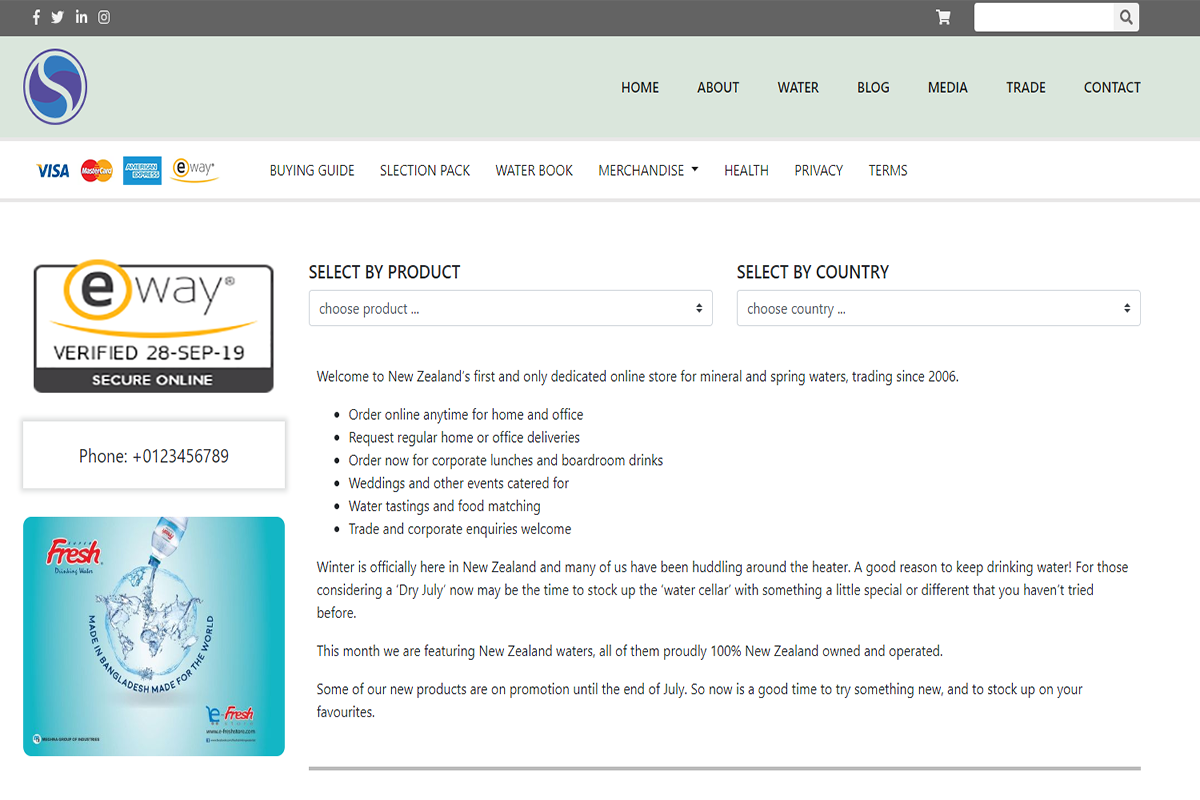 HOME ABOUT WATER BLOG MEDIA TRADE CONTACT
VISA MasterCard AMERICAN EXPRESS eway® BUYING GUIDE SLECTION PACK WATER BOOK MERCHANDISE HEALTH PRIVACY TERMS
eway®
VERIFIED 28-SEP-19
SECURE ONLINE
Phone: +0123456789
Fresh
Drinking Water
MADE IN BANGLADESH MADE FOR THE WORLD
e-Fresh
www.e-freshstore.com
MEGHNA GROUP OF INDUSTRIES
SELECT BY PRODUCT
choose product ...
SELECT BY COUNTRY
choose country ...
Welcome to New Zealand’s first and only dedicated online store for mineral and spring waters, trading since 2006.
• Order online anytime for home and office
• Request regular home or office deliveries
• Order now for corporate lunches and boardroom drinks
• Weddings and other events catered for
• Water tastings and food matching
• Trade and corporate enquiries welcome
Winter is officially here in New Zealand and many of us have been huddling around the heater. A good reason to keep drinking water! For those
considering a ‘Dry July’ now may be the time to stock up the ‘water cellar’ with something a little special or different that you haven’t tried
before.
This month we are featuring New Zealand waters, all of them proudly 100% New Zealand owned and operated.
Some of our new products are on promotion until the end of July. So now is a good time to try something new, and to stock up on your
favourites.